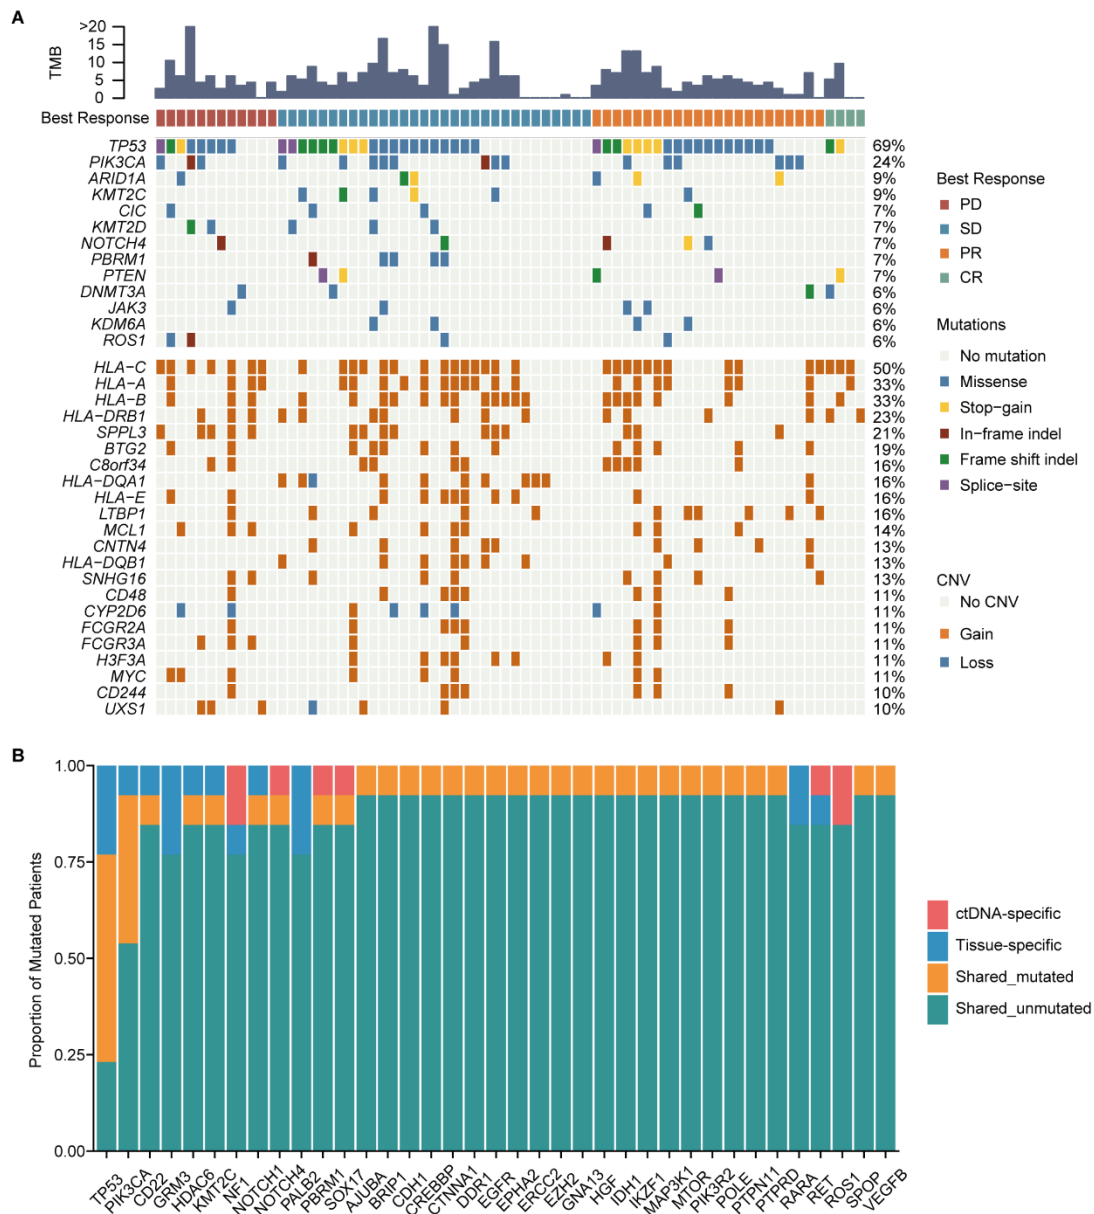 A
>20
15
10
5
0
TMB
Best Response
TP53 69%
PIK3CA 24%
ARID1A 9%
KMT2C 9%
CIC 7%
KMT2D 7%
NOTCH4 7%
PBRM1 7%
PTEN 7%
DNMT3A 6%
JAK3 6%
KDM6A 6%
ROS1 6%
HLA−C 50%
HLA−A 33%
HLA−B 33%
HLA−DRB1 23%
SPPL3 21%
BTG2 19%
C8orf34 16%
HLA−DQA1 16%
HLA−E 16%
LTBP1 16%
MCL1 14%
CNTN4 13%
HLA−DQB1 13%
SNHG16 13%
CD48 11%
CYP2D6 11%
FCGR2A 11%
FCGR3A 11%
H3F3A 11%
MYC 11%
CD244 10%
UXS1 10%
Best Response
PD
SD
PR
CR
Mutations
No mutation
Missense
Stop−gain
In−frame indel
Frame shift indel
Splice−site
CNV
No CNV
Gain
Loss
B
1.00
0.75
0.50
0.25
0.00
Proportion of Mutated Patients
TP53
PIK3CA
CD22
GRM3
HDAC6
KMT2C
NF1
NOTCH1
NOTCH4
PALB2
PBRM1
SOX17
AJUBA
BRIP1
CDH1
CREBBP
CTNNA1
DDR1
EGFR
EPHA2
ERCC2
EZH2
GNA13
HGF
IDH1
IKZF1
MAP3K1
MTOR
PIK3R2
POLE
PTPN11
PTPRD
RARA
RET
ROS1
SPOP
VEGFB
ctDNA-specific
Tissue-specific
Shared_mutated
Shared_unmutated